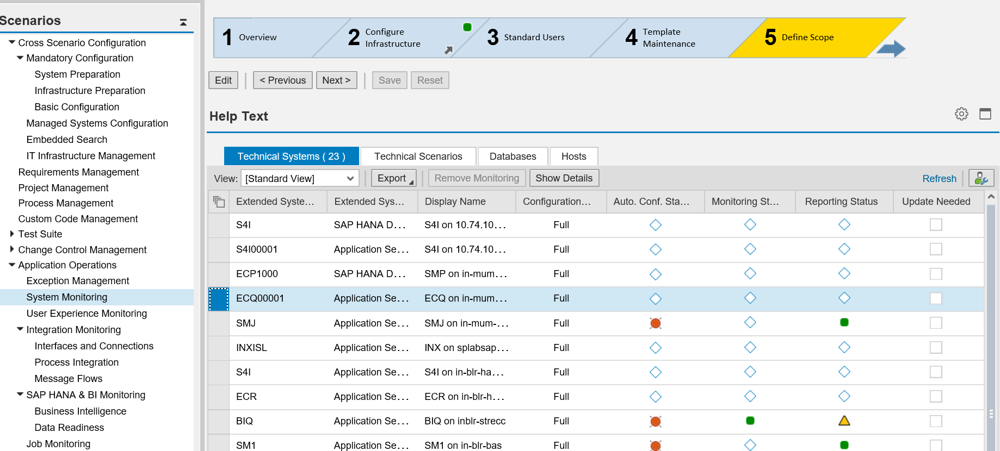 Scenarios
Cross Scenario Configuration
Mandatory Configuration
System Preparation
Infrastructure Preparation
Basic Configuration
Managed Systems Configuration
Embedded Search
IT Infrastructure Management
Requirements Management
Project Management
Process Management
Custom Code Management
Test Suite
Change Control Management
Application Operations
Exception Management
System Monitoring
User Experience Monitoring
Integration Monitoring
Interfaces and Connections
Process Integration
Message Flows
SAP HANA & BI Monitoring
Business Intelligence
Data Readiness
Job Monitoring
1 Overview
2 Configure
Infrastructure
3 Standard Users
4 Template
Maintenance
5 Define Scope
Edit < Previous Next > Save Reset
Help Text
Technical Systems ( 23 ) Technical Scenarios Databases Hosts
View: [Standard View] Export Remove Monitoring Show Details Refresh
Extended Syste... Extended Sys... Display Name Configuration... Auto. Conf. Sta... Monitoring St... Reporting Status Update Needed
S4I SAP HANA D... S4I on 10.74.10... Full
S4I00001 Application Se... S4I on 10.74.10... Full
ECP1000 SAP HANA D... SMP on in-mum... Full
ECQ00001 Application Se... ECQ on in-mum... Full
SMJ Application Se... SMJ on in-mum-... Full
INXISL Application Se... INX on splabsap... Full
S4I Application Se... S4I on in-blr-ha... Full
ECR Application Se... ECR on in-blr-h... Full
BIQ Application Se... BIQ on inblr-strecc Full
SM1 Application Se... SM1 on in-blr-bas Full